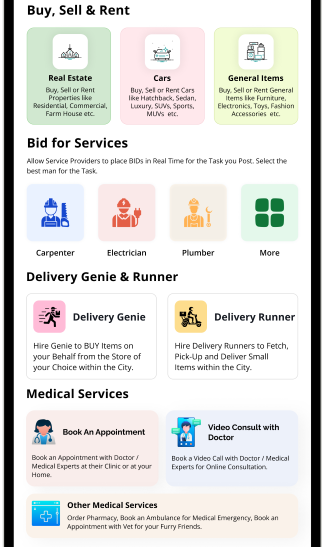 Buy, Sell & Rent
Real Estate
Buy, Sell or Rent
Properties like
Residential, Commercial,
Farm House etc.
Cars
Buy, Sell or Rent Cars
like Hatchback, Sedan,
Luxury, SUVs, Sports,
MUVs etc.
General Items
Buy, Sell or Rent General
Items like Furniture,
Electronics, Toys, Fashion
Accessories etc.
Bid for Services
Allow Service Providers to place BIDs in Real Time for the Task you Post. Select the
best man for the Task.
Carpenter
Electrician
Plumber
More
Delivery Genie & Runner
Delivery Genie
Hire Genie to BUY Items on
your Behalf from the Store of
your Choice within the City.
Delivery Runner
Hire Delivery Runners to Fetch,
Pick-Up and Deliver Small
Items within the City.
Medical Services
Book An Appointment
Book an Appointment with Doctor /
Medical Experts at their Clinic or at your
Home.
Video Consult with
Doctor
Book a Video Call with Doctor / Medical
Experts for Online Consultation.
Other Medical Services
Order Pharmacy, Book an Ambulance for Medical Emergency, Book an
Appointment with Vet for your Furry Friends.